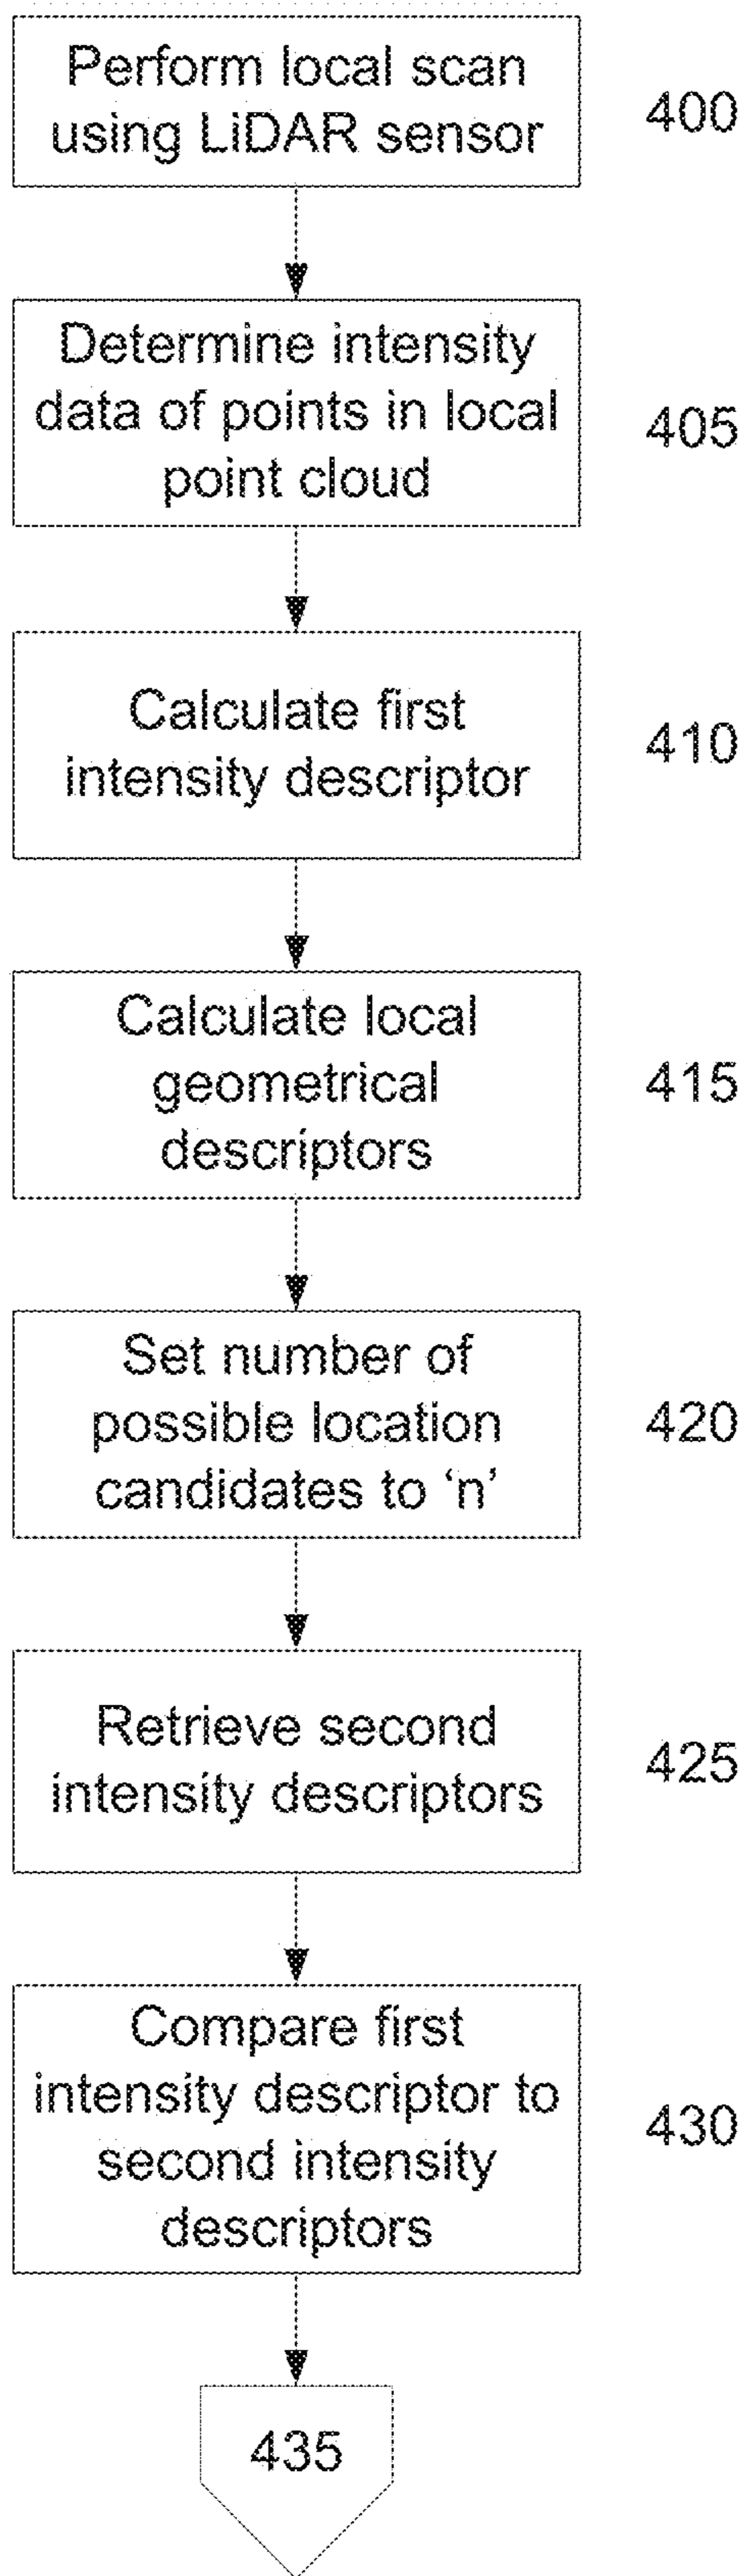 Perform local scan
using LiDAR sensor
400
Determine intensity
data of points in local
point cloud
405
Calculate first
intensity descriptor
410
Calculate local
geometrical
descriptors
415
Set number of
possible location
candidates to ‘n’
420
Retrieve second
intensity descriptors
425
Compare first
intensity descriptor to
second intensity
descriptors
430
435